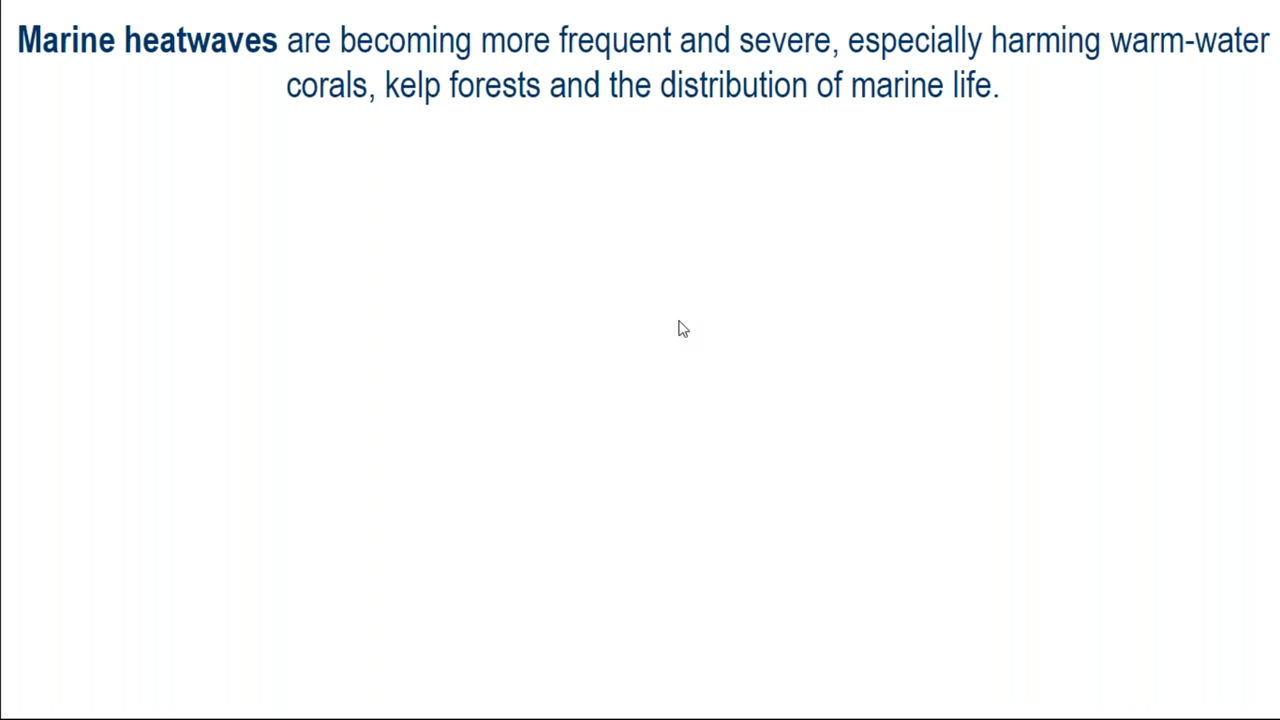 Marine heatwaves are becoming more frequent and severe, especially harming warm-water
corals, kelp forests and the distribution of marine life.